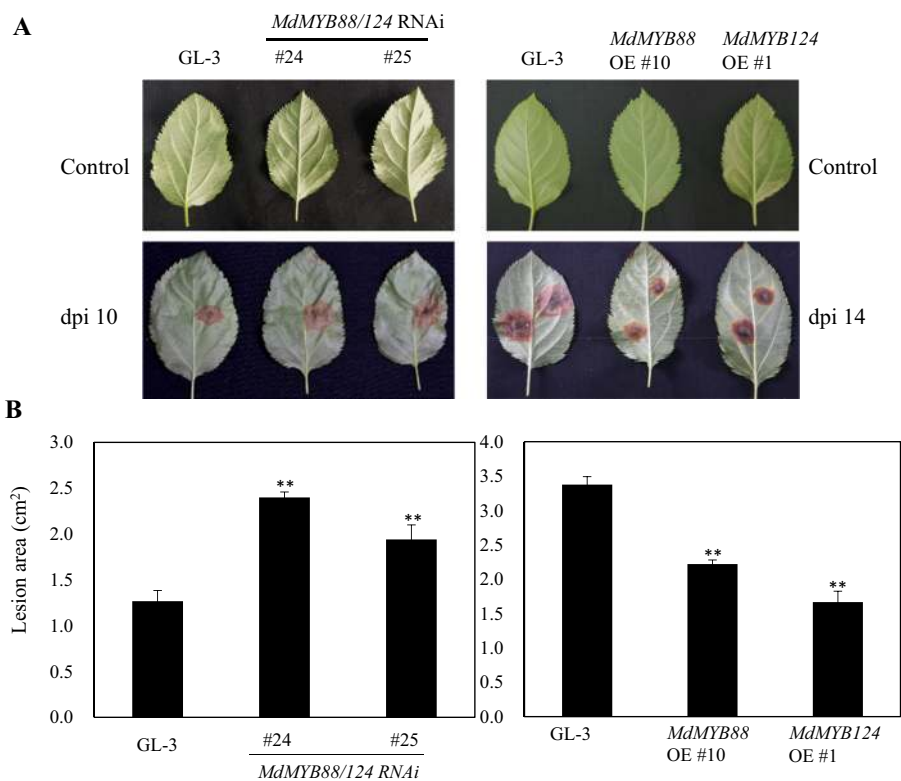 A
MdMYB88/124 RNAi
GL-3 #24 #25
GL-3 MdMYB88 OE #10 MdMYB124 OE #1
Control
Control
dpi 10
dpi 14
B
Lesion area (cm²)
3.0
2.5
2.0
1.5
1.0
0.5
0.0
** **
GL-3 #24 #25
MdMYB88/124 RNAi
4.0
3.5
3.0
2.5
2.0
1.5
1.0
0.5
0.0
**
**
GL-3 MdMYB88 OE #10 MdMYB124 OE #1